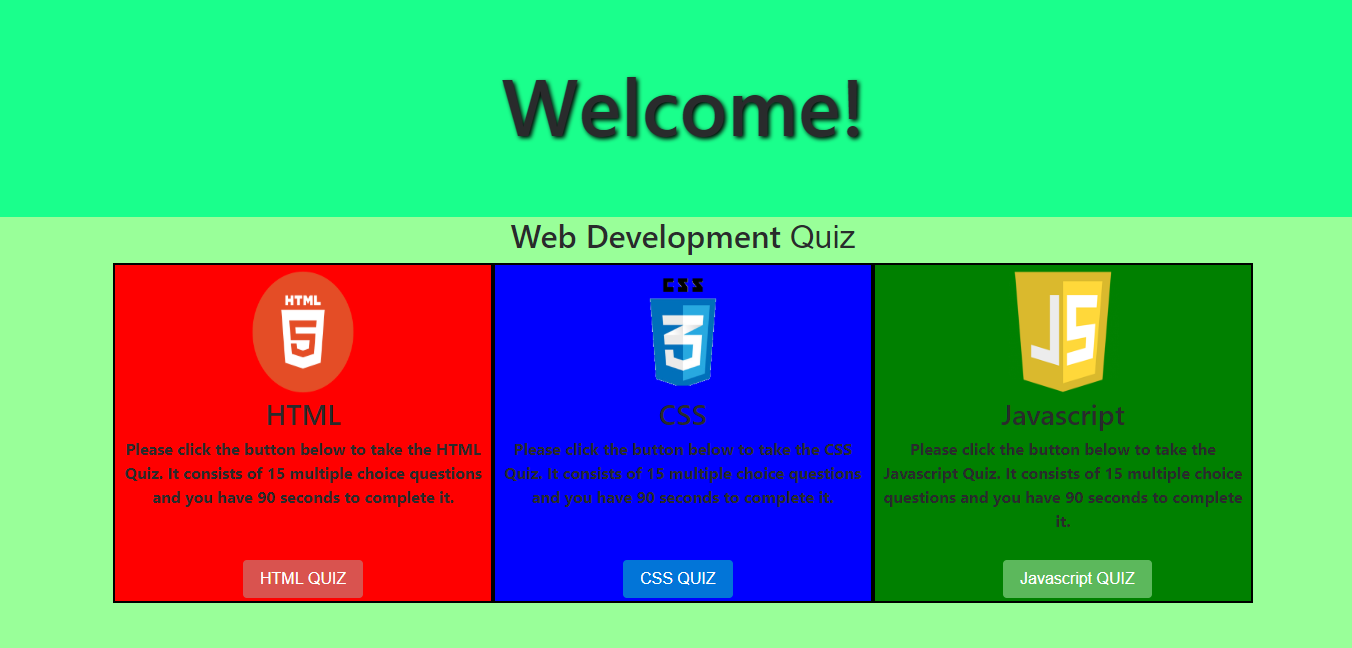 Welcome!
Web Development Quiz
HTML
5
HTML
Please click the button below to take the HTML
Quiz. It consists of 15 multiple choice questions
and you have 90 seconds to complete it.
HTML QUIZ
CSS
3
CSS
Please click the button below to take the CSS
Quiz. It consists of 15 multiple choice questions
and you have 90 seconds to complete it.
CSS QUIZ
JS
Javascript
Please click the button below to take the
Javascript Quiz. It consists of 15 multiple choice
questions and you have 90 seconds to complete
it.
Javascript QUIZ